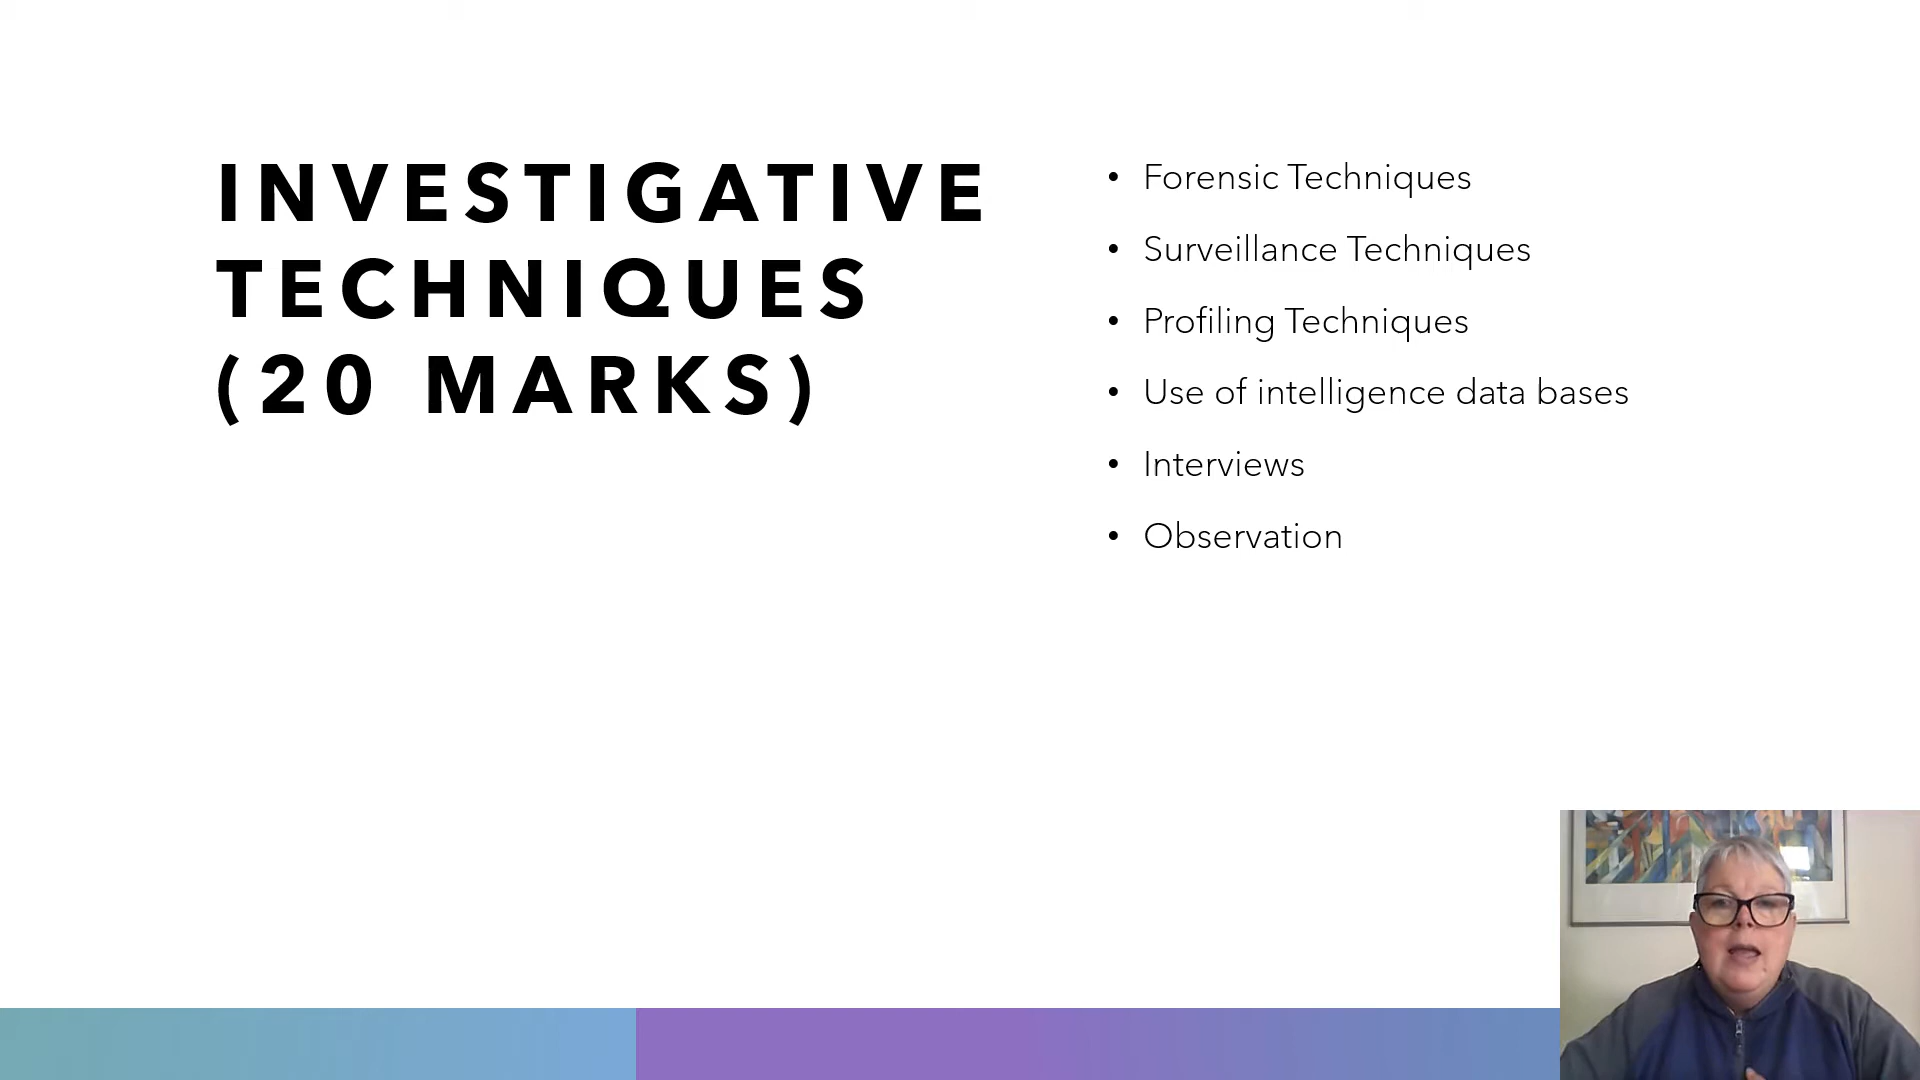 INVESTIGATIVE
TECHNIQUES
(20 MARKS)
• Forensic Techniques
• Surveillance Techniques
• Profiling Techniques
• Use of intelligence data bases
• Interviews
• Observation